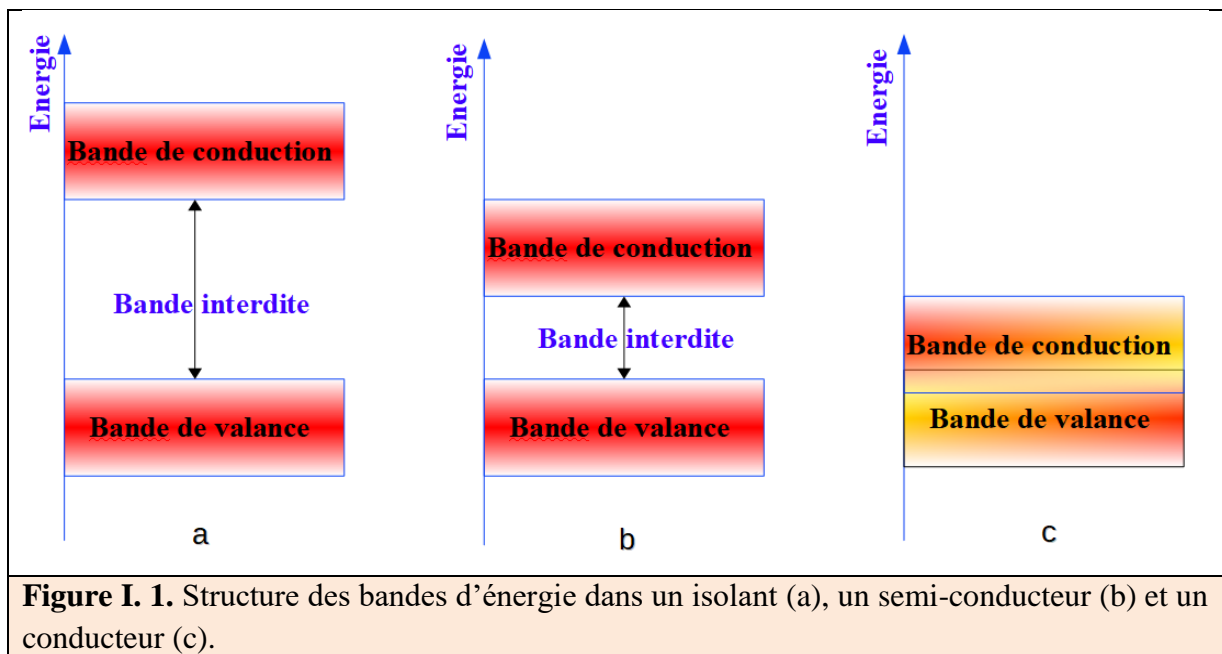 Energie
Bande de conduction
Bande interdite
Bande de valance
a
Energie
Bande de conduction
Bande interdite
Bande de valance
b
Energie
Bande de conduction
Bande de valance
c
Figure I. 1. Structure des bandes d’énergie dans un isolant (a), un semi-conducteur (b) et un
conducteur (c).